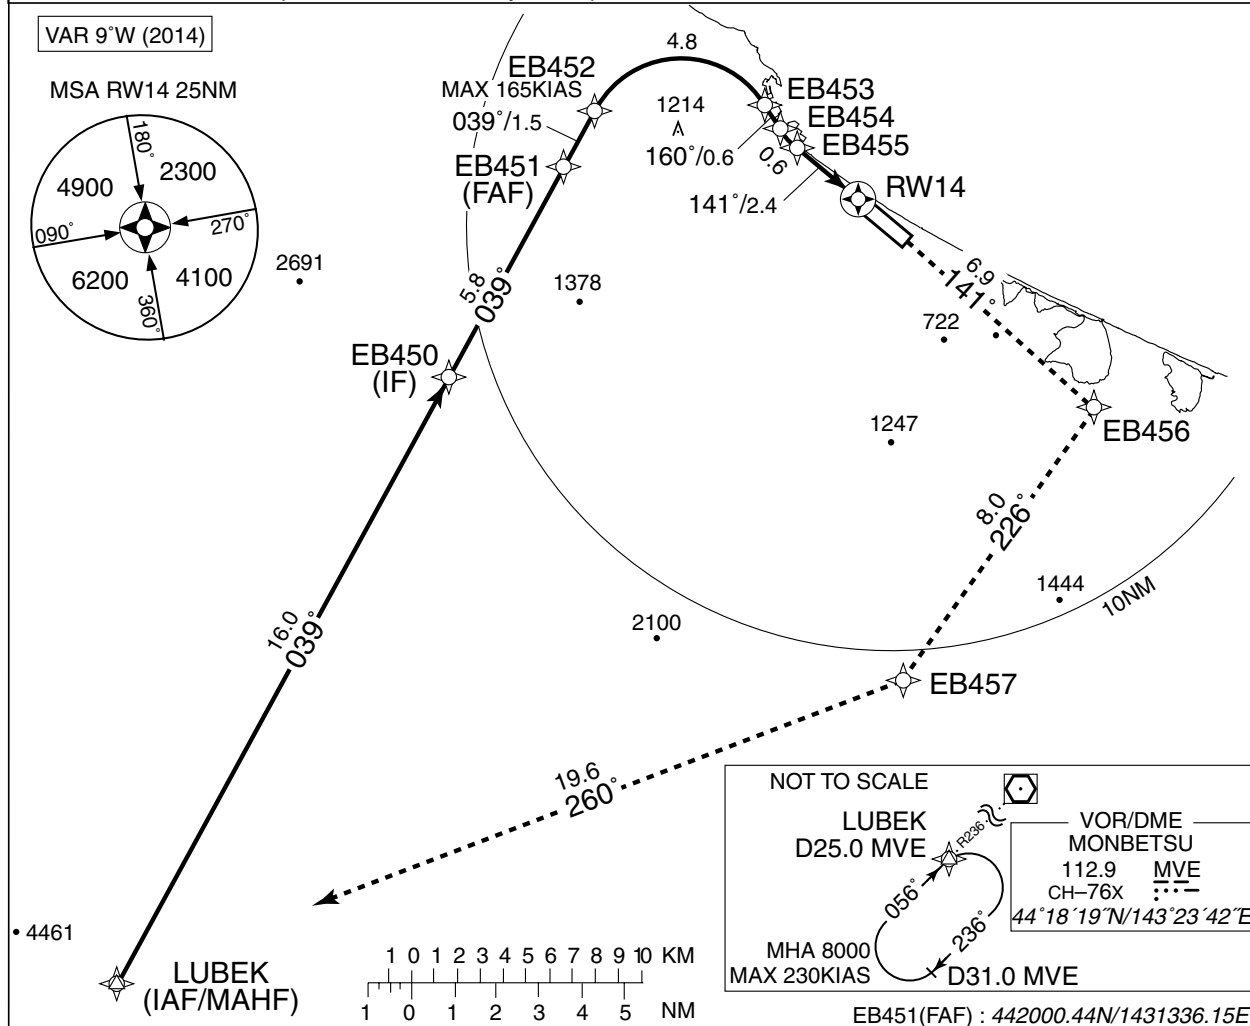 VAR 9°W (2014)
MSA RW14 25NM
180°
2300
4900
270°
090°
6200
4100
360°
2691
EB452
MAX 165KIAS
039°/1.5
EB451
(FAF)
4.8
1214
EB453
EB454
EB455
160°/0.6
0.6
141°/2.4
RW14
5.8
039°
1378
6.9
141°
722
EB450
(IF)
1247
EB456
8.0
226°
1444
10NM
16.0
039°
2100
EB457
19.6
260°
4461
LUBEK
(IAF/MAHF)
1 0 1 2 3 4 5 6 7 8 9 10 KM
1 0 1 2 3 4 5 NM
NOT TO SCALE
LUBEK
D25.0 MVE
R236
056°
236°
MHA 8000
MAX 230KIAS
D31.0 MVE
VOR/DME
MONBETSU
112.9 MVE
CH–76X
44°18´19˝N/143°23´42˝E
EB451(FAF) : 442000.44N/1431336.15E